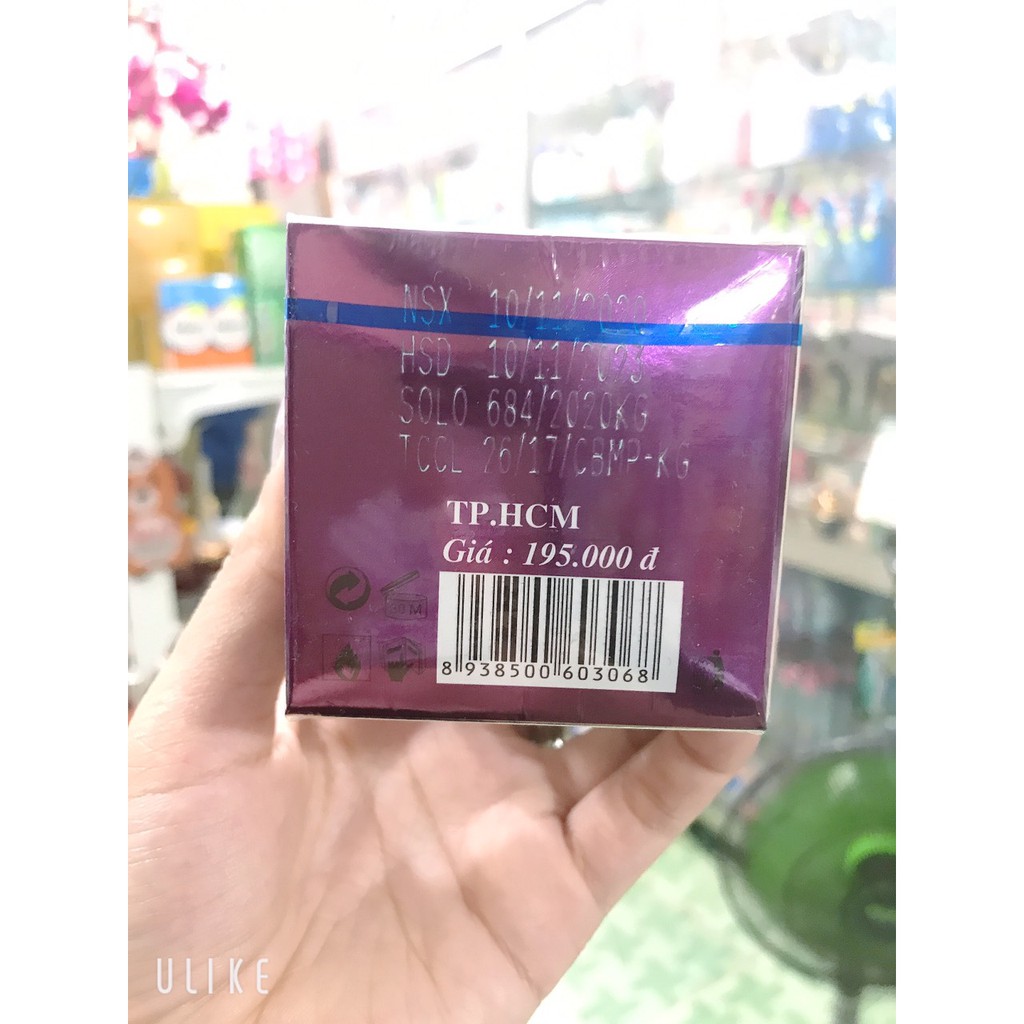 NSX 10/11/2020
HSD 10/11/2023
SOLO 684/2020KG
TCCL 26/17/CBMP-KG
TP.HCM
Giá : 195.000 đ
8 938500 603068
ULIKE